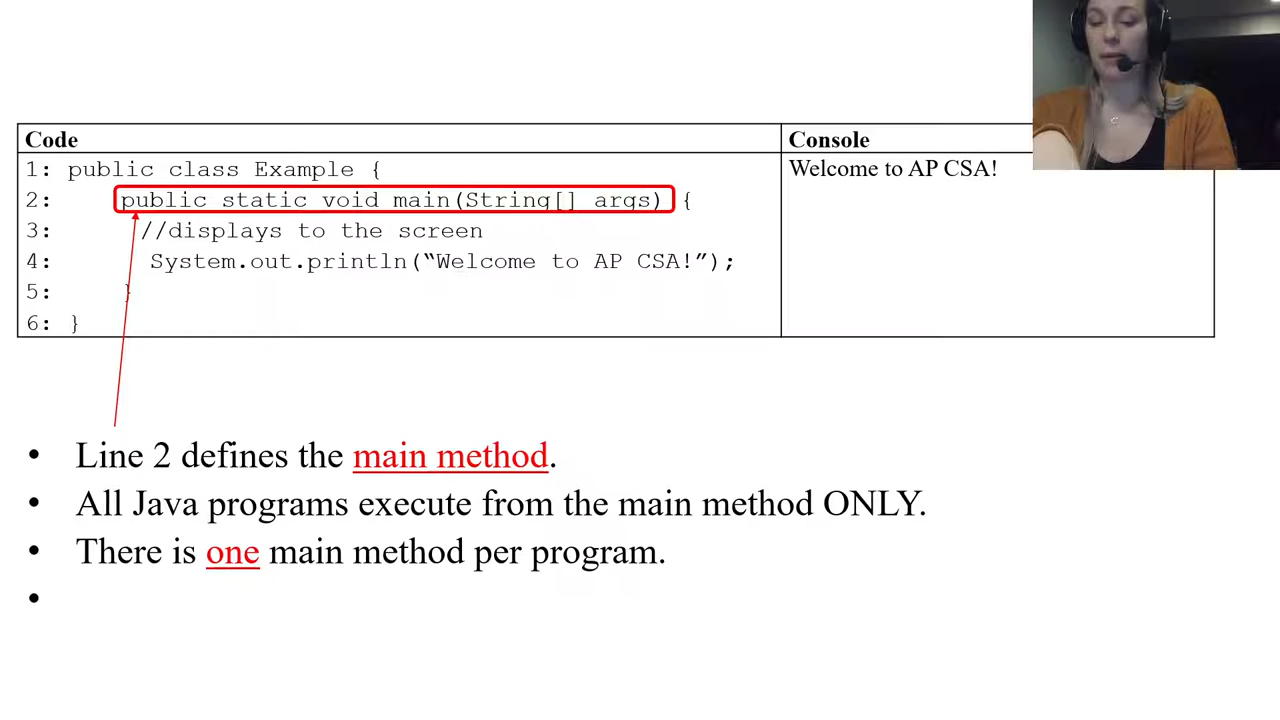 Code
Console
1: public class Example {
2: public static void main(String[] args) {
3: //displays to the screen
4: System.out.println(“Welcome to AP CSA!”);
5: }
6: }
Welcome to AP CSA!
• Line 2 defines the main method.
• All Java programs execute from the main method ONLY.
• There is one main method per program.
•